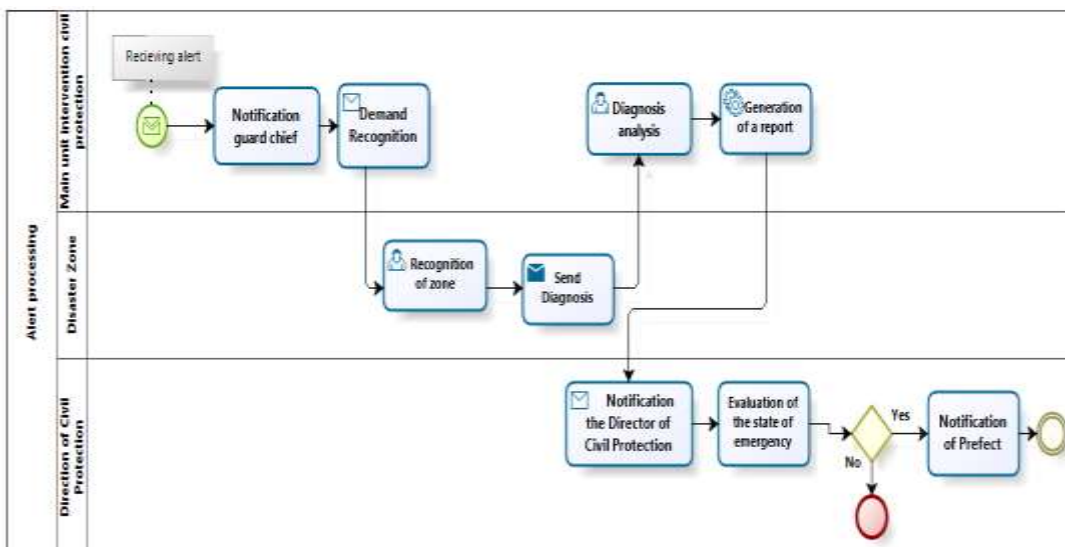 Alert processing
Main unit intervention civil
protection
Recieving alert
Notification
guard chief
Demand
Recognition
Diagnosis
analysis
Generation
of a report
Disaster Zone
Recognition
of zone
Send
Diagnosis
Direction of Civil
Protection
Notification
the Director of
Civil Protection
Evaluation of
the state of
emergency
Yes
No
Notification
of Prefect